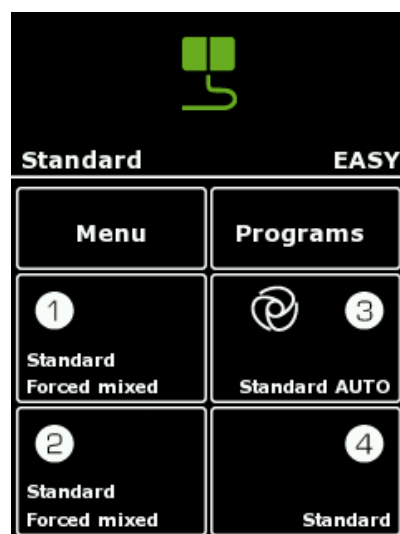 Standard EASY
Menu Programs
1 3
Standard
Forced mixed Standard AUTO
2 4
Standard
Forced mixed Standard